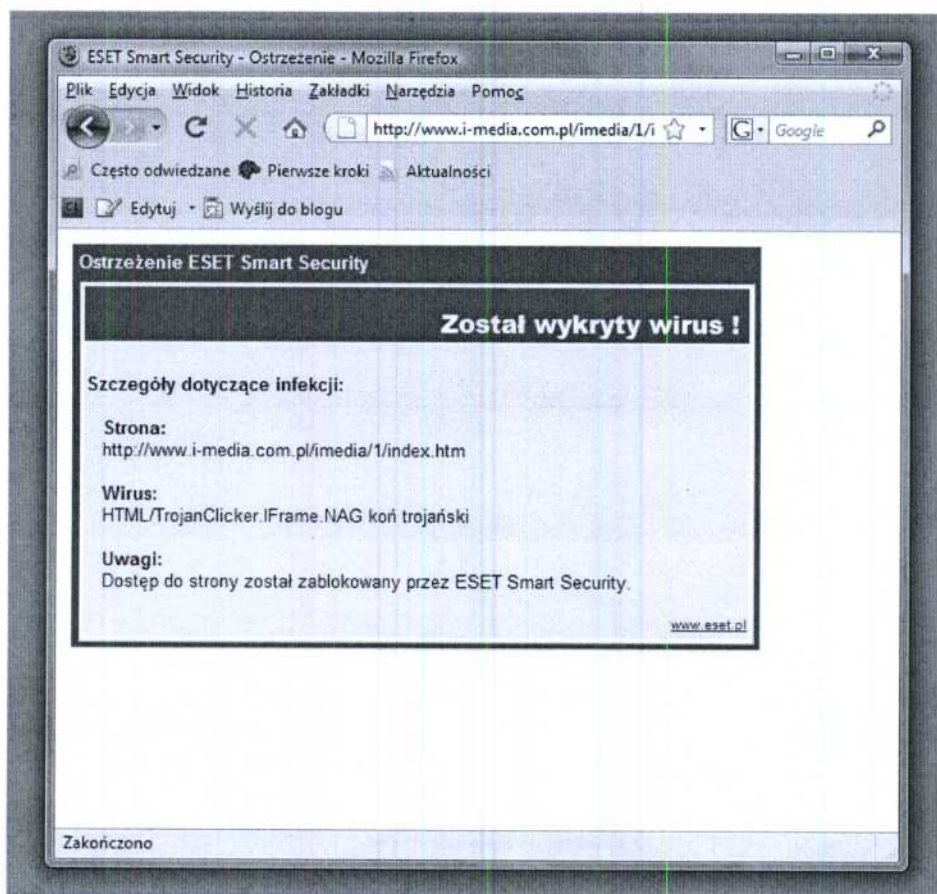 ESET Smart Security - Ostrzeżenie - Mozilla Firefox
Plik Edycja Widok Historia Zakładki Narzędzia Pomoc
http://www.i-media.com.pl/imedia/1/i G Google
Często odwiedzane Pierwsze kroki Aktualności
Edytuj Wyślij do blogu
Ostrzeżenie ESET Smart Security
Został wykryty wirus !
Szczegóły dotyczące infekcji:
Strona:
http://www.i-media.com.pl/imedia/1/index.htm
Wirus:
HTML/TrojanClicker.IFrame.NAG koń trojański
Uwagi:
Dostęp do strony został zablokowany przez ESET Smart Security.
www.eset.pl
Zakończono